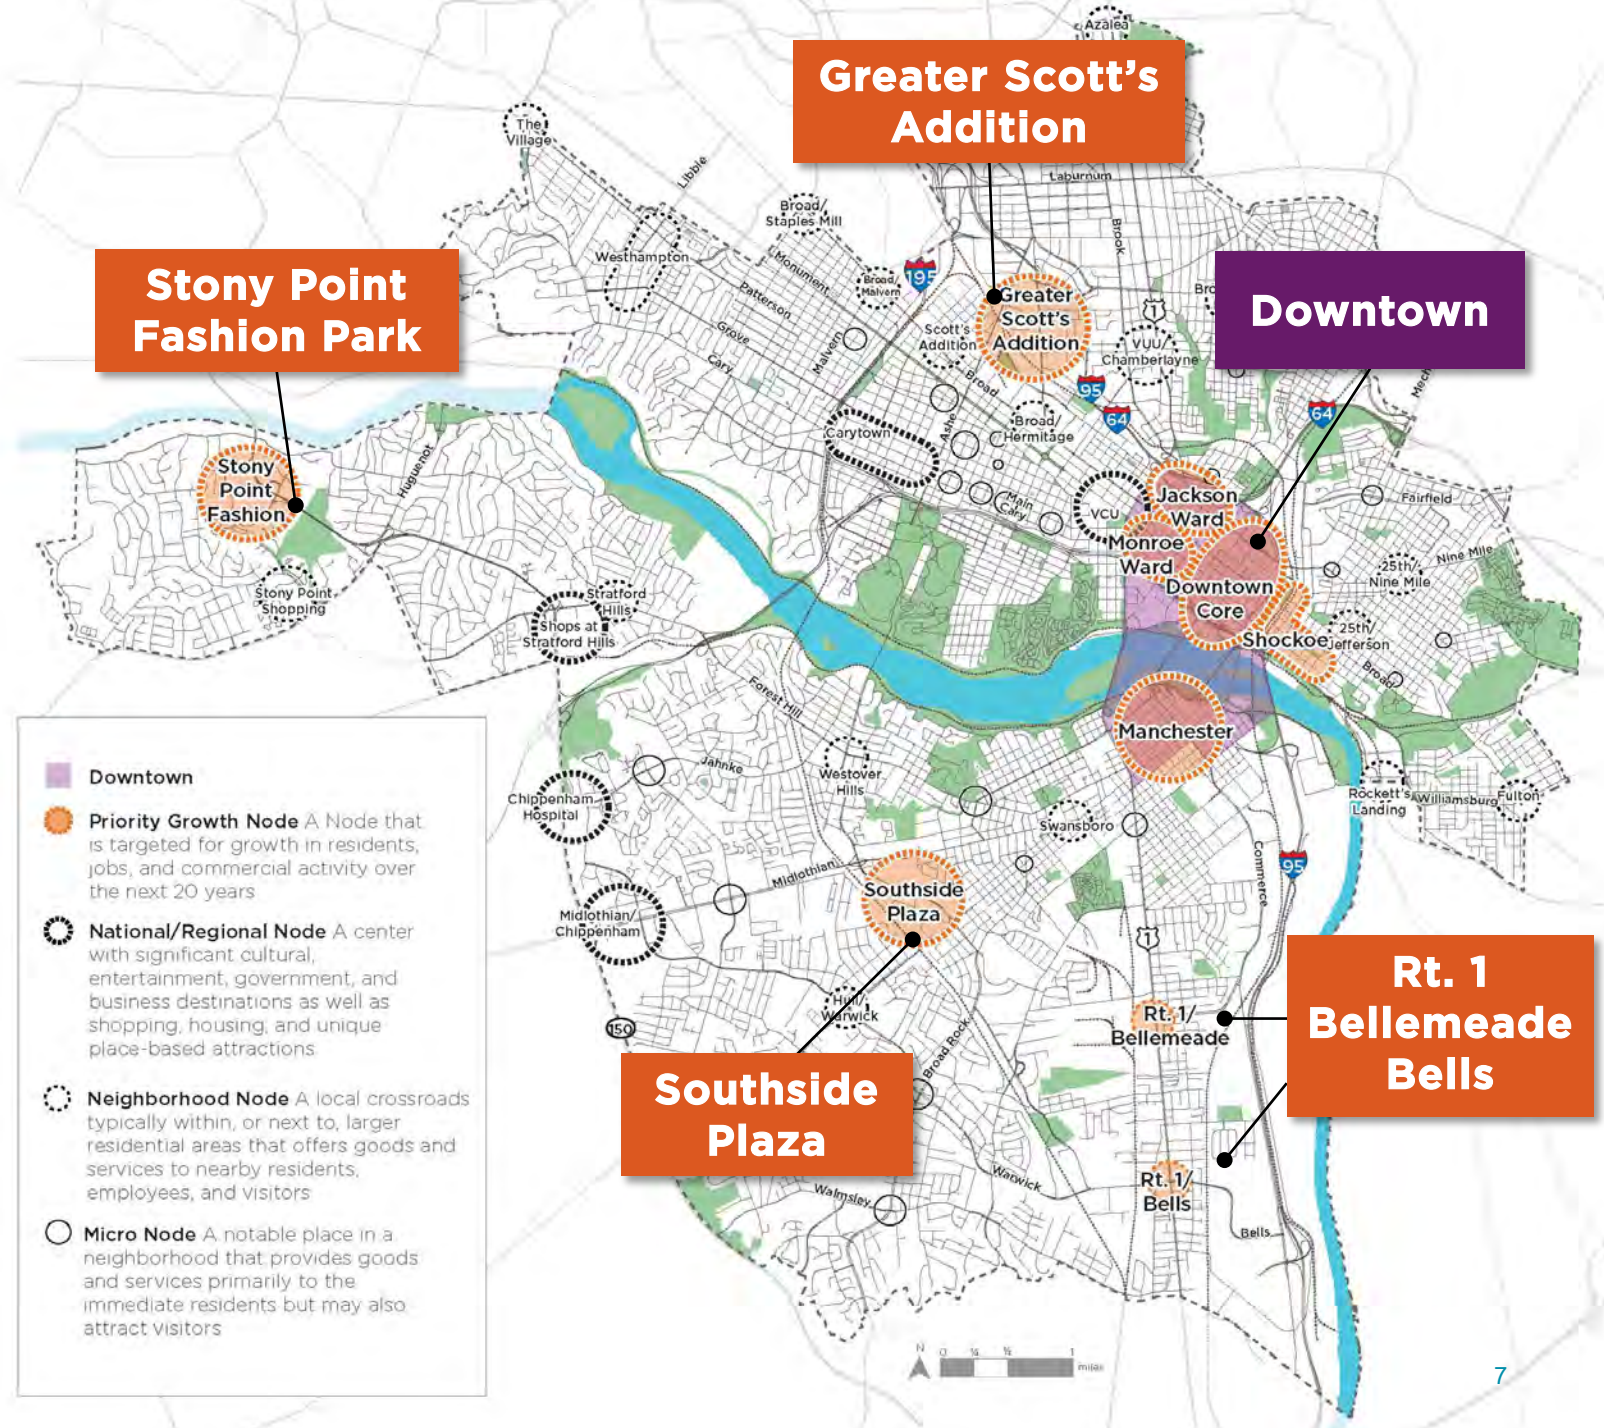 Azalea
Greater Scott's
Addition
The
Village
Libbie
Laburnum
Broad/
Staples Mill
Brook
Westhampton
Monument
Stony Point
Fashion Park
Patterson
Broad/
Malvern
195
Greater
Scott's
Addition
1
Downtown
Grove
Cary
Malvern
Scott's
Addition
VUU/
Chamberlayne
Broad
95
64
64
Carytown
Ashe
Broad/
Hermitage
Huguenot
Stony
Point
Fashion
Main
Cary
VCU
Jackson
Ward
Monroe
Ward
Fairfield
Nine Mile
25th/
Nine Mile
Downtown
Core
Stony Point
Shopping
Stratford
Hills
Shops at
Stratford Hills
Shockoe
25th/
Jefferson
Broad
Forest Hill
Manchester
Jahnke
Westover
Hills
Chippenham
Hospital
Swansboro
Rockett's
Landing
Williamsburg
Fulton
Commerce
95
Midlothian
Southside
Plaza
Midlothian/
Chippenham
1
Rt. 1
Bellemeade
Bells
Hull/
Warwick
150
Rt. 1/
Bellemeade
Broad Rock
Southside
Plaza
Warwick
Walmsley
Rt. 1/
Bells
Bells
Downtown
Priority Growth Node A Node that
is targeted for growth in residents,
jobs, and commercial activity over
the next 20 years
National/Regional Node A center
with significant cultural,
entertainment, government, and
business destinations as well as
shopping, housing, and unique
place-based attractions
Neighborhood Node A local crossroads
typically within, or next to, larger
residential areas that offers goods and
services to nearby residents,
employees, and visitors
Micro Node A notable place in a
neighborhood that provides goods
and services primarily to the
immediate residents but may also
attract visitors
N
0 ¼ ½ 1
miles
7